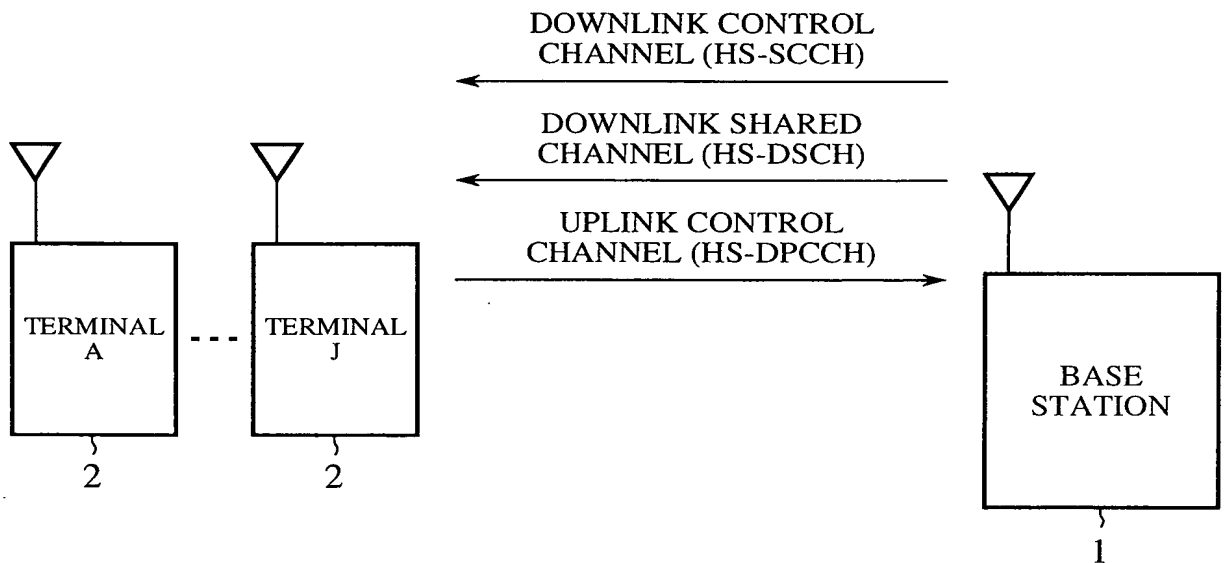 DOWNLINK CONTROL
CHANNEL (HS-SCCH)
DOWNLINK SHARED
CHANNEL (HS-DSCH)
UPLINK CONTROL
CHANNEL (HS-DPCCH)
TERMINAL
A
- - -
TERMINAL
J
BASE
STATION
2
2
1